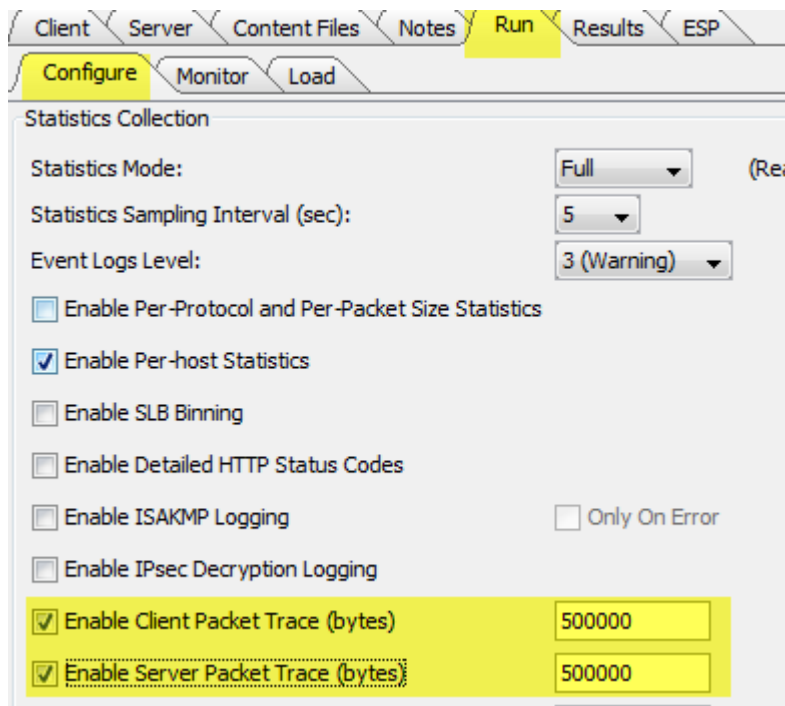 Client Server Content Files Notes Run Results ESP
Configure Monitor Load
Statistics Collection
Statistics Mode: Full (Rea
Statistics Sampling Interval (sec): 5
Event Logs Level: 3 (Warning)
Enable Per-Protocol and Per-Packet Size Statistics
Enable Per-host Statistics
Enable SLB Binning
Enable Detailed HTTP Status Codes
Enable ISAKMP Logging Only On Error
Enable IPsec Decryption Logging
Enable Client Packet Trace (bytes) 500000
Enable Server Packet Trace (bytes) 500000